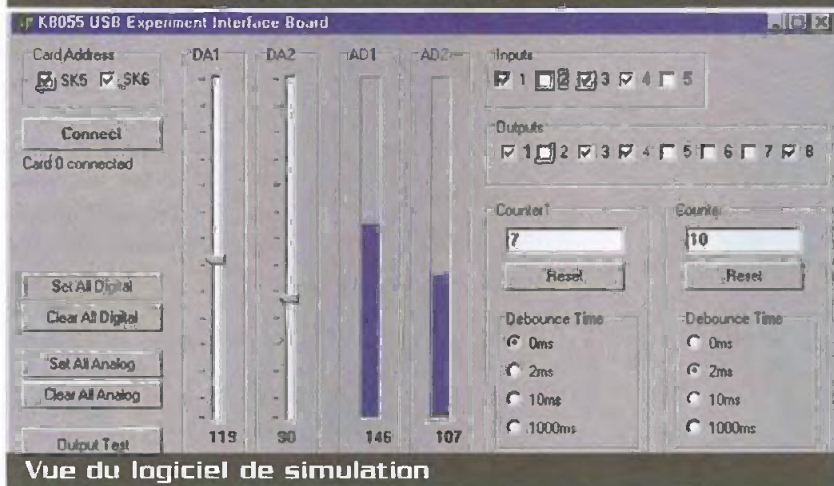 K8055 USB Experiment Interface Board
Card Address
SK5 SK6
Connect
Card 0 connected
Set All Digital
Clear All Digital
Set All Analog
Clear All Analog
Output Test
DA1
119
DA2
90
AD1
146
AD2
107
Inputs
1 2 3 4 5
Outputs
1 2 3 4 5 6 7 8
Counter1
7
Reset
Debounce Time
0ms
2ms
10ms
1000ms
Counter
10
Reset
Debounce Time
0ms
2ms
10ms
1000ms
Vue du logiciel de simulation